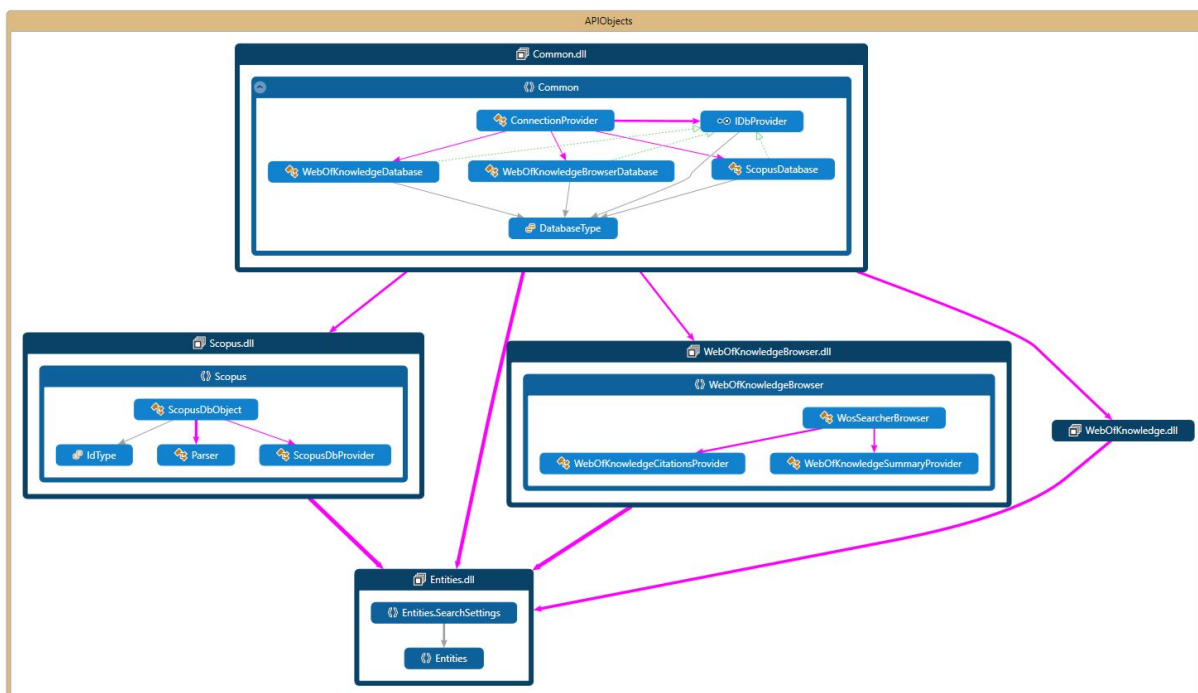 APIObjects
Common.dll
Common
ConnectionProvider
IDbProvider
WebOfKnowledgeDatabase
WebOfKnowledgeBrowserDatabase
ScopusDatabase
DatabaseType
Scopus.dll
Scopus
ScopusDbObject
IdType
Parser
ScopusDbProvider
WebOfKnowledgeBrowser.dll
WebOfKnowledgeBrowser
WosSearcherBrowser
WebOfKnowledgeCitationsProvider
WebOfKnowledgeSummaryProvider
WebOfKnowledge.dll
Entities.dll
Entities.SearchSettings
Entities